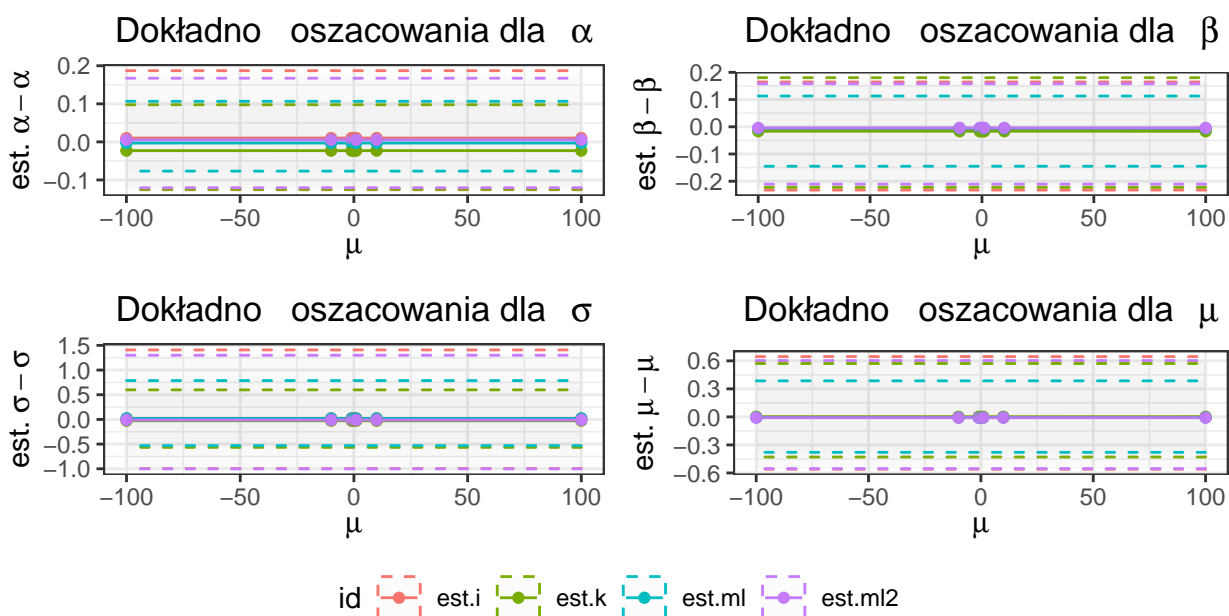 Dokładno oszacowania dla α
est. α−α
0.2
0.1
0.0
−0.1
−100 −50 0 50 100
μ
Dokładno oszacowania dla β
est. β−β
0.2
0.1
0.0
−0.1
−0.2
−100 −50 0 50 100
μ
Dokładno oszacowania dla σ
est. σ−σ
1.5
1.0
0.5
0.0
−0.5
−1.0
−100 −50 0 50 100
μ
Dokładno oszacowania dla μ
est. μ−μ
0.6
0.3
0.0
−0.3
−0.6
−100 −50 0 50 100
μ
id est.i est.k est.ml est.ml2